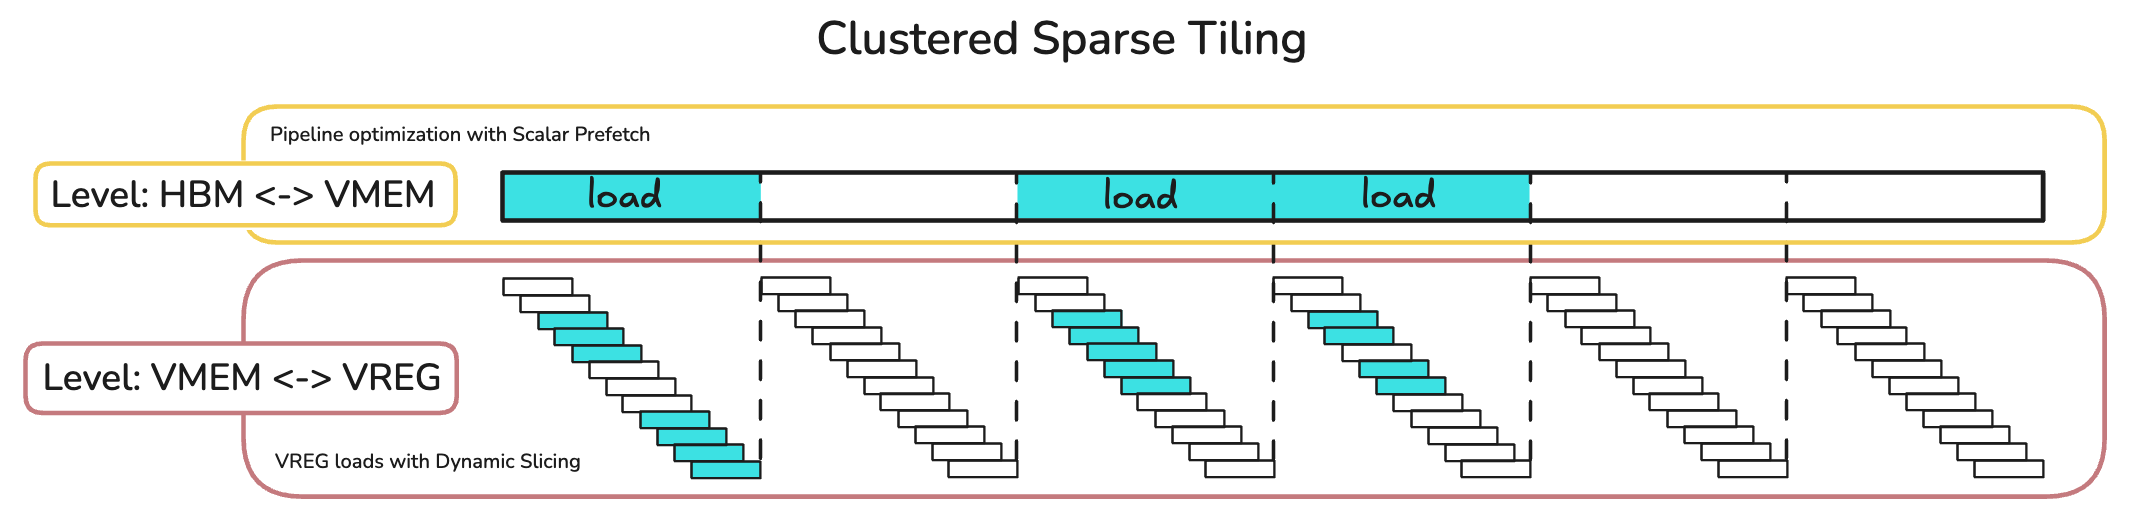 Clustered Sparse Tiling
Pipeline optimization with Scalar Prefetch
Level: HBM <-> VMEM
load
load
load
Level: VMEM <-> VREG
VREG loads with Dynamic Slicing